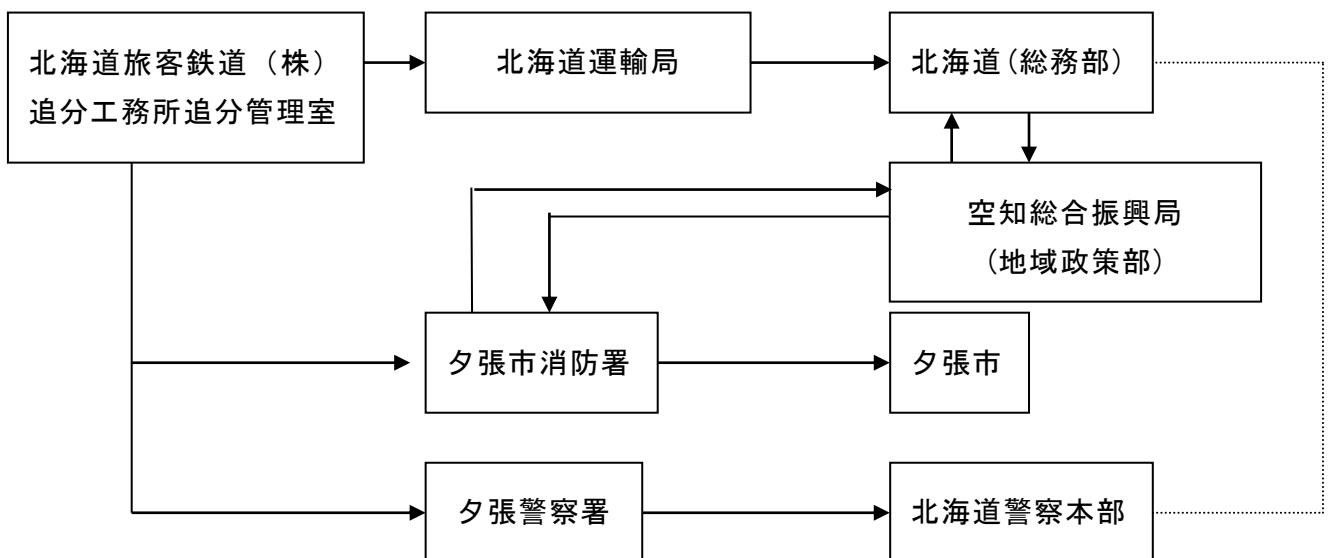 北海道旅客鉄道（株）
追分工務所追分管理室
北海道運輸局
北海道（総務部）
空知総合振興局
（地域政策部）
夕張市消防署
夕張市
夕張警察署
北海道警察本部